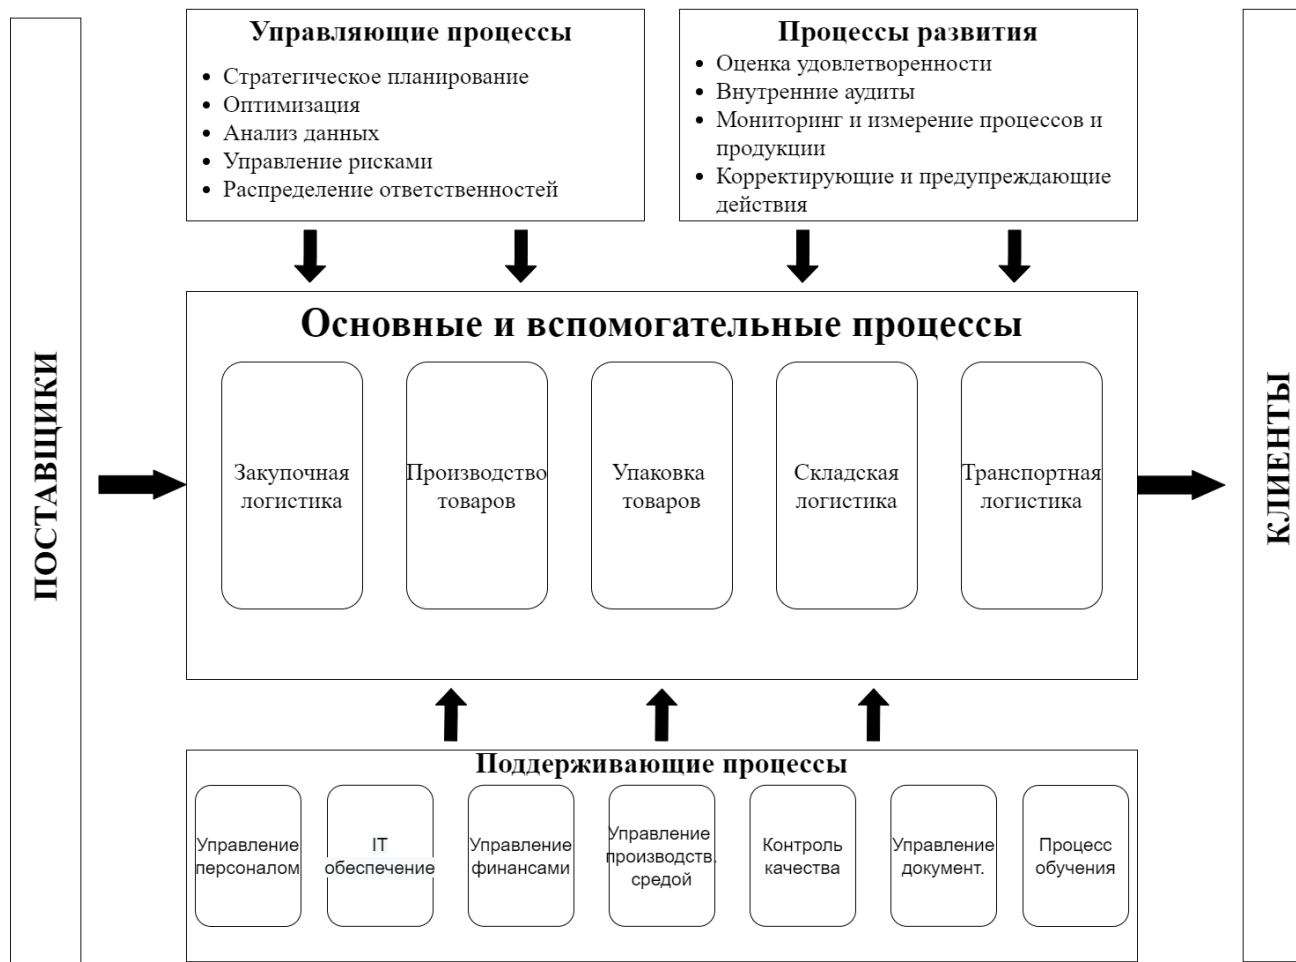 ПОСТАВЩИКИ
Управляющие процессы
• Стратегическое планирование
• Оптимизация
• Анализ данных
• Управление рисками
• Распределение ответственностей
Процессы развития
• Оценка удовлетворенности
• Внутренние аудиты
• Мониторинг и измерение процессов и
продукции
• Корректирующие и предупреждающие
действия
Основные и вспомогательные процессы
Закупочная
логистика
Производство
товаров
Упаковка
товаров
Складская
логистика
Транспортная
логистика
Поддерживающие процессы
Управление
персоналом
IT
обеспечение
Управление
финансами
Управление
производств.
средой
Контроль
качества
Управление
документ.
Процесс
обучения
КЛИЕНТЫ